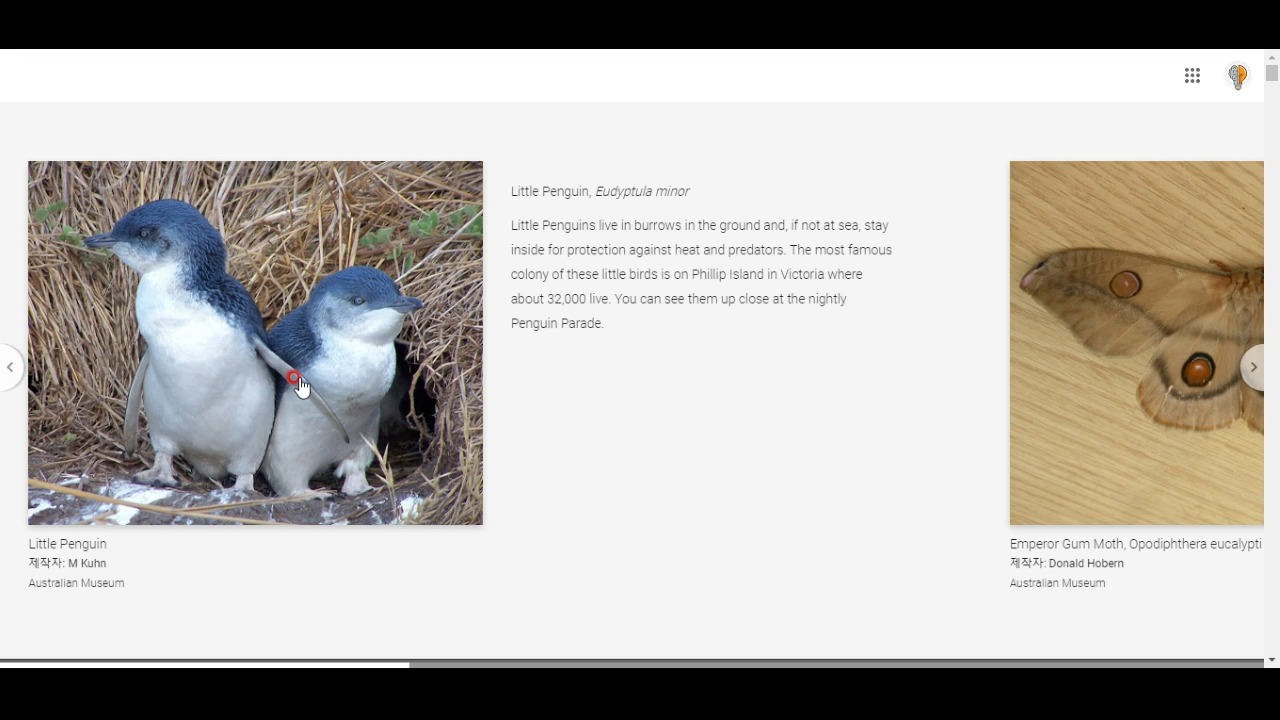 Little Penguin, Eudyptula minor
Little Penguins live in burrows in the ground and, if not at sea, stay
inside for protection against heat and predators. The most famous
colony of these little birds is on Phillip Island in Victoria where
about 32,000 live. You can see them up close at the nightly
Penguin Parade.
Little Penguin
제작자: M Kuhn
Australian Museum
Emperor Gum Moth, Opodiphthera eucalypti
제작자: Donald Hobern
Australian Museum